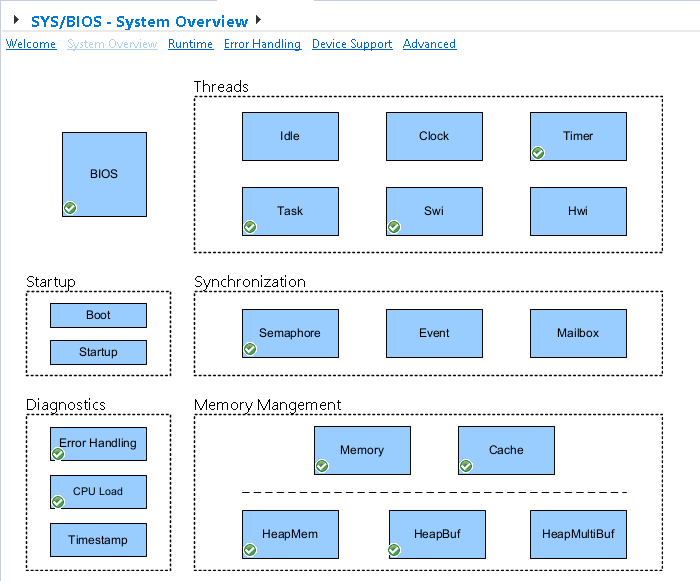 SYS/BIOS - System Overview
Welcome System Overview Runtime Error Handling Device Support Advanced
Threads
BIOS
Idle Clock Timer
Task Swi Hwi
Startup
Boot
Startup
Synchronization
Semaphore Event Mailbox
Diagnostics
Error Handling
CPU Load
Timestamp
Memory Mangement
Memory Cache
HeapMem HeapBuf HeapMultiBuf